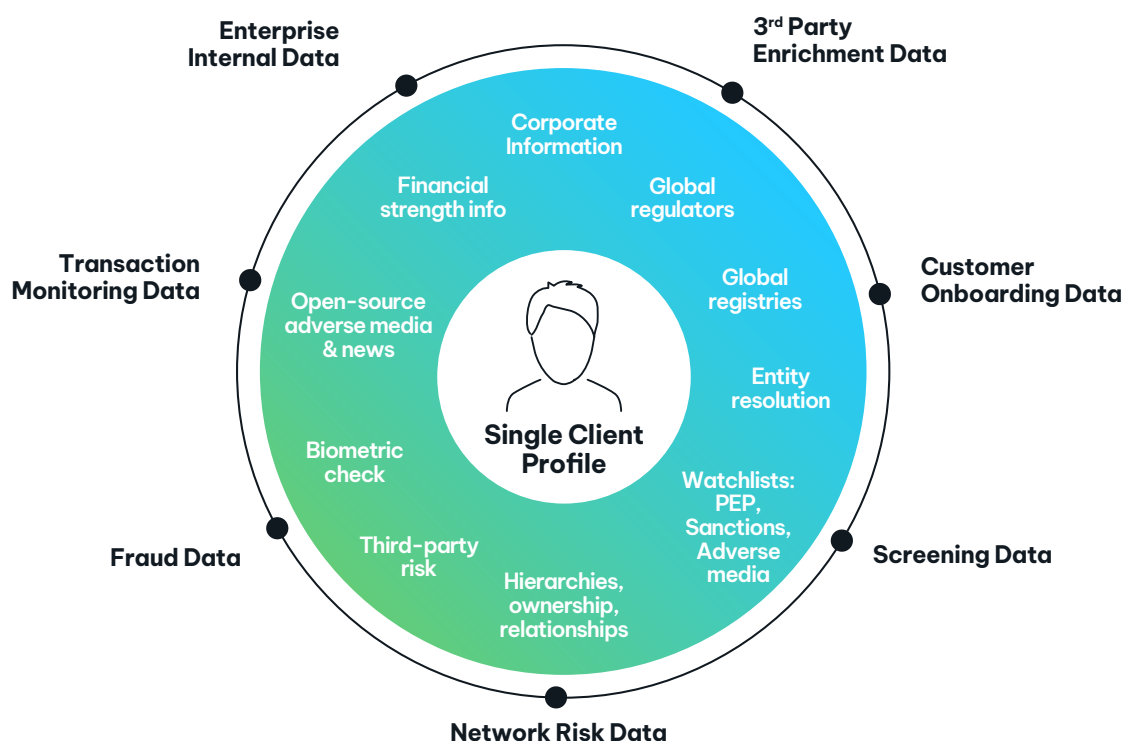 Enterprise
Internal Data
3rd Party
Enrichment Data
Corporate
Information
Financial
strength info
Global
regulators
Transaction
Monitoring Data
Customer
Onboarding Data
Global
registries
Open-source
adverse media
& news
Entity
resolution
Single Client
Profile
Biometric
check
Watchlists:
PEP,
Sanctions,
Adverse
media
Fraud Data
Third-party
risk
Screening Data
Hierarchies,
ownership,
relationships
Network Risk Data